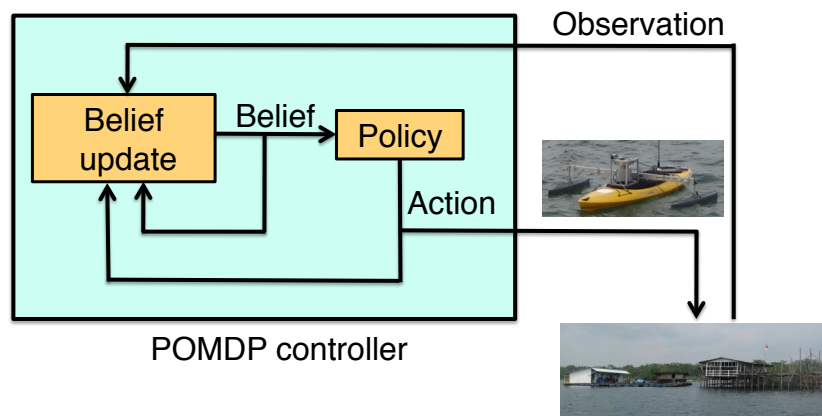 Observation
Belief
update
Belief
Policy
Action
POMDP controller